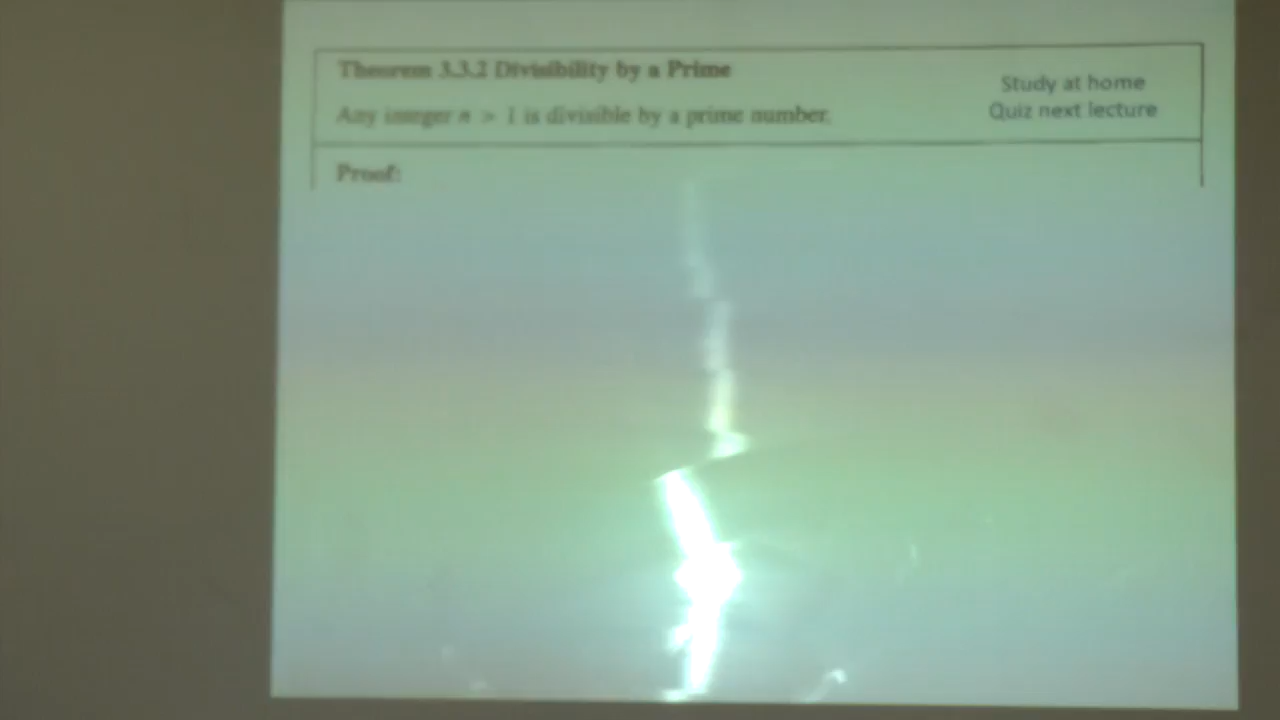 Theorem 3.3.2 Divisibility by a Prime
Any integer n > 1 is divisible by a prime number.
Study at home
Quiz next lecture
Proof: